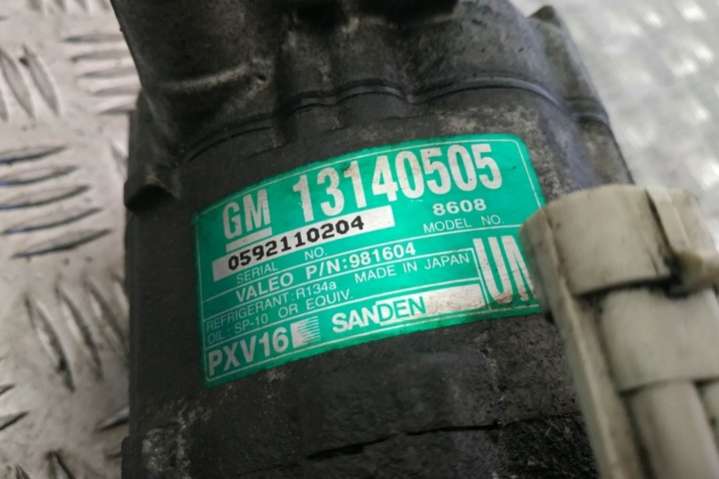 GM 13140505
0592110204 8608
SERIAL NO. MODEL NO.
VALEO P/N:981604
REFRIGERANT:R134a MADE IN JAPAN
OIL:SP-10 OR EQUIV.
PXV16 SANDEN